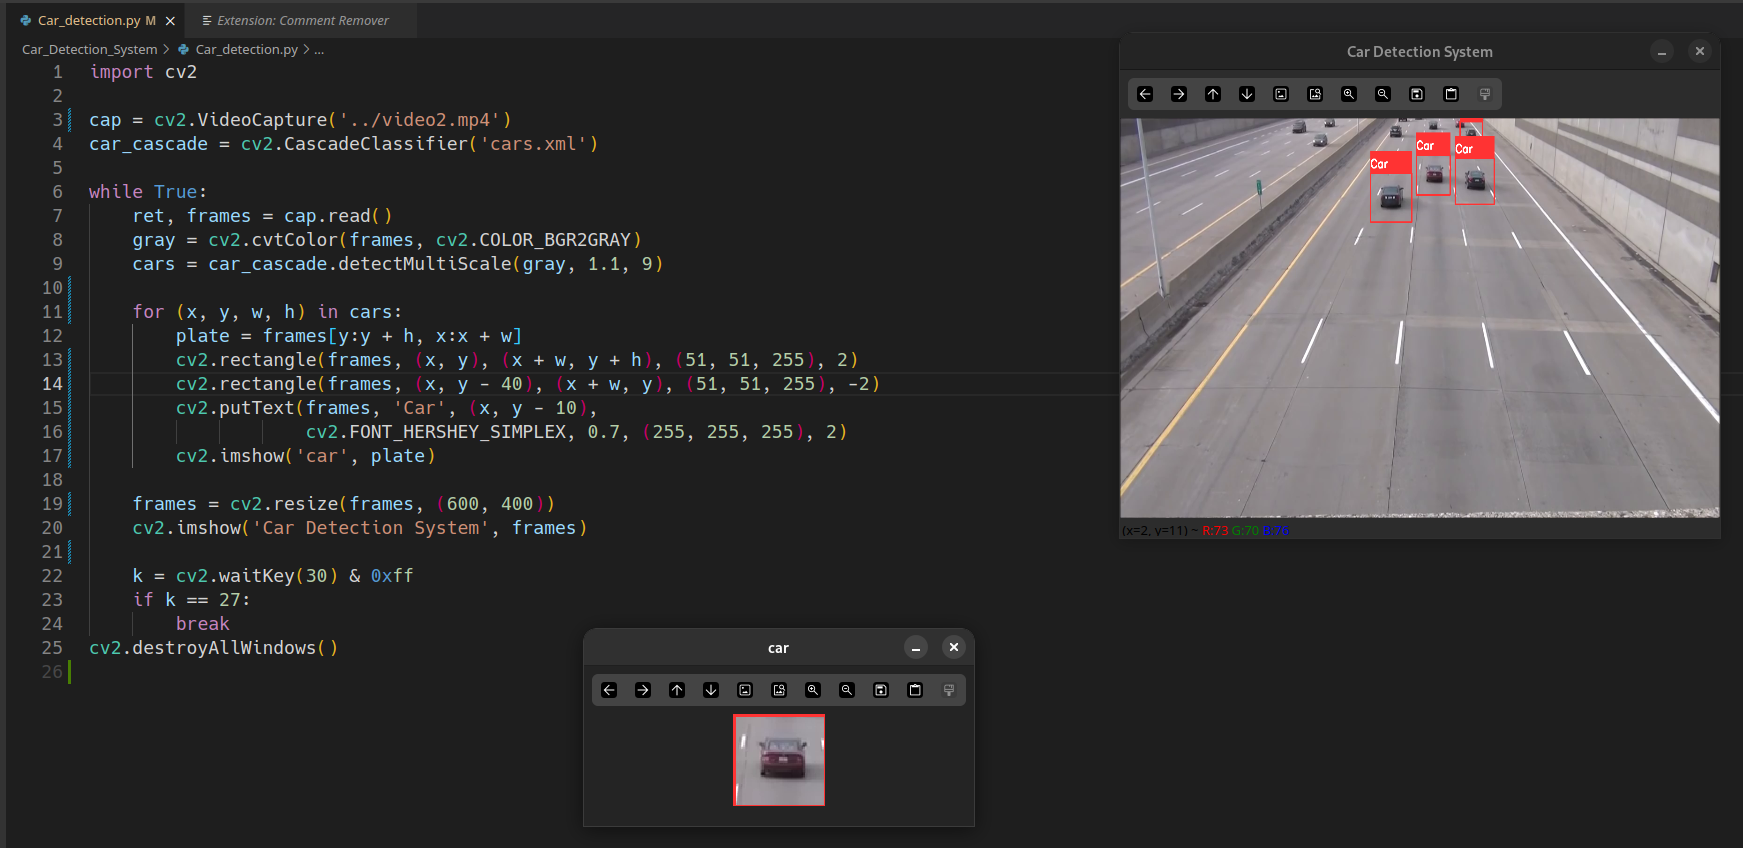 Car_detection.py M
Extension: Comment Remover
Car_Detection_System > Car_detection.py > ...
1 import cv2
2
3 cap = cv2.VideoCapture('../video2.mp4')
4 car_cascade = cv2.CascadeClassifier('cars.xml')
5
6 while True:
7 ret, frames = cap.read()
8 gray = cv2.cvtColor(frames, cv2.COLOR_BGR2GRAY)
9 cars = car_cascade.detectMultiScale(gray, 1.1, 9)
10
11 for (x, y, w, h) in cars:
12 plate = frames[y:y + h, x:x + w]
13 cv2.rectangle(frames, (x, y), (x + w, y + h), (51, 51, 255), 2)
14 cv2.rectangle(frames, (x, y - 40), (x + w, y), (51, 51, 255), -2)
15 cv2.putText(frames, 'Car', (x, y - 10),
16 cv2.FONT_HERSHEY_SIMPLEX, 0.7, (255, 255, 255), 2)
17 cv2.imshow('car', plate)
18
19 frames = cv2.resize(frames, (600, 400))
20 cv2.imshow('Car Detection System', frames)
21
22 k = cv2.waitKey(30) & 0xff
23 if k == 27:
24 break
25 cv2.destroyAllWindows()
26
Car Detection System
Car
Car
Car
(x=2, y=11) ~ R:73 G:70 B:76
car